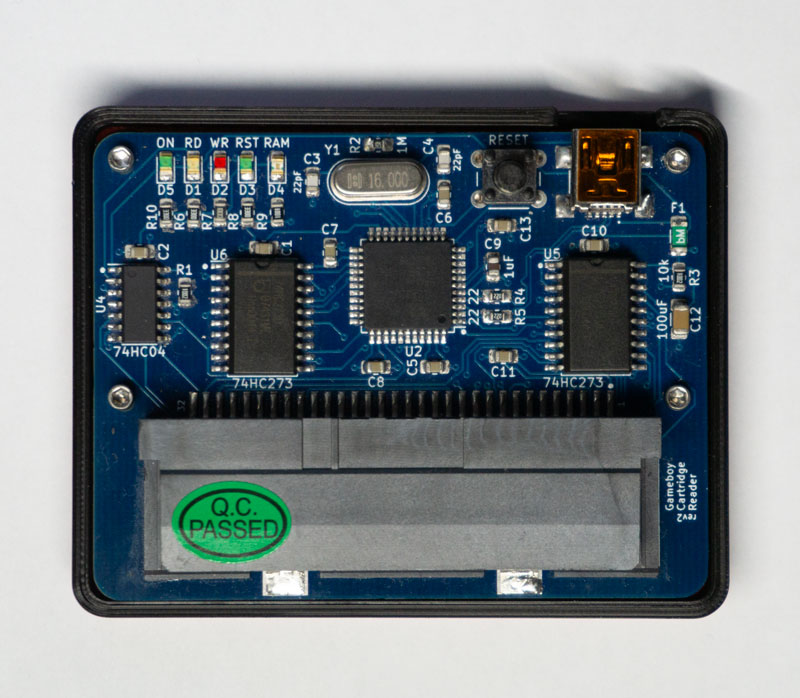 ON RD WR RST RAM
D5 D1 D2 D3 D4
R10 R6 R7 R8 R9
C3
22pF
Y1
R2
1M
16.000
C4
22pF
C6
RESET
C13
F1
C2
U4
R1
74HC04
U6
C1
74HC273
C7
U2
C8
C5
C9
1uF
22 R4
22 R5
C11
U5
C10
74HC273
10k
R3
100uF
C12
32
1
Q.C.
PASSED
Gameboy
Cartridge
Reader
rev2